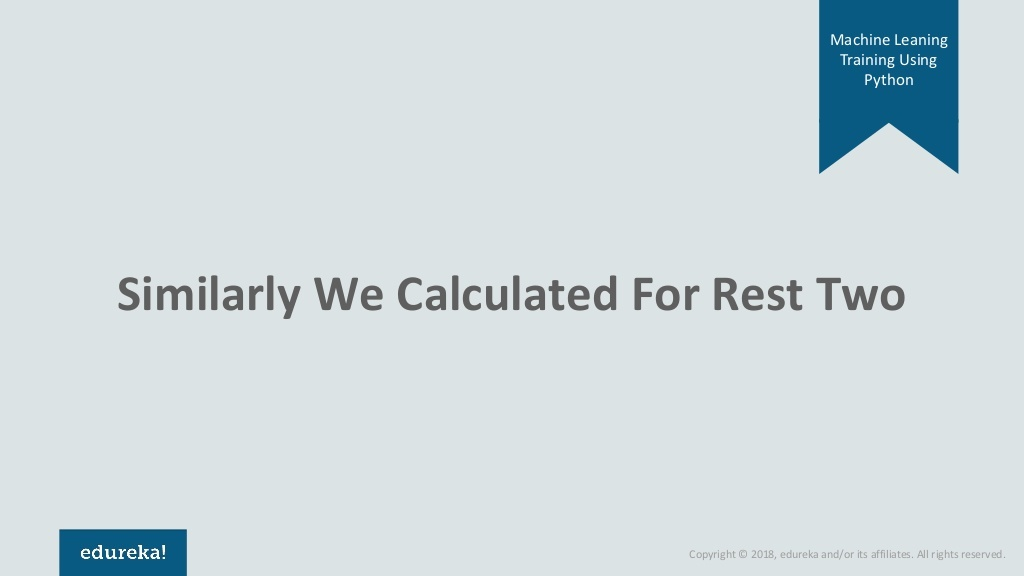 Machine Leaning
Training Using
Python
Similarly We Calculated For Rest Two
edureka!
Copyright © 2018, edureka and/or its affiliates. All rights reserved.